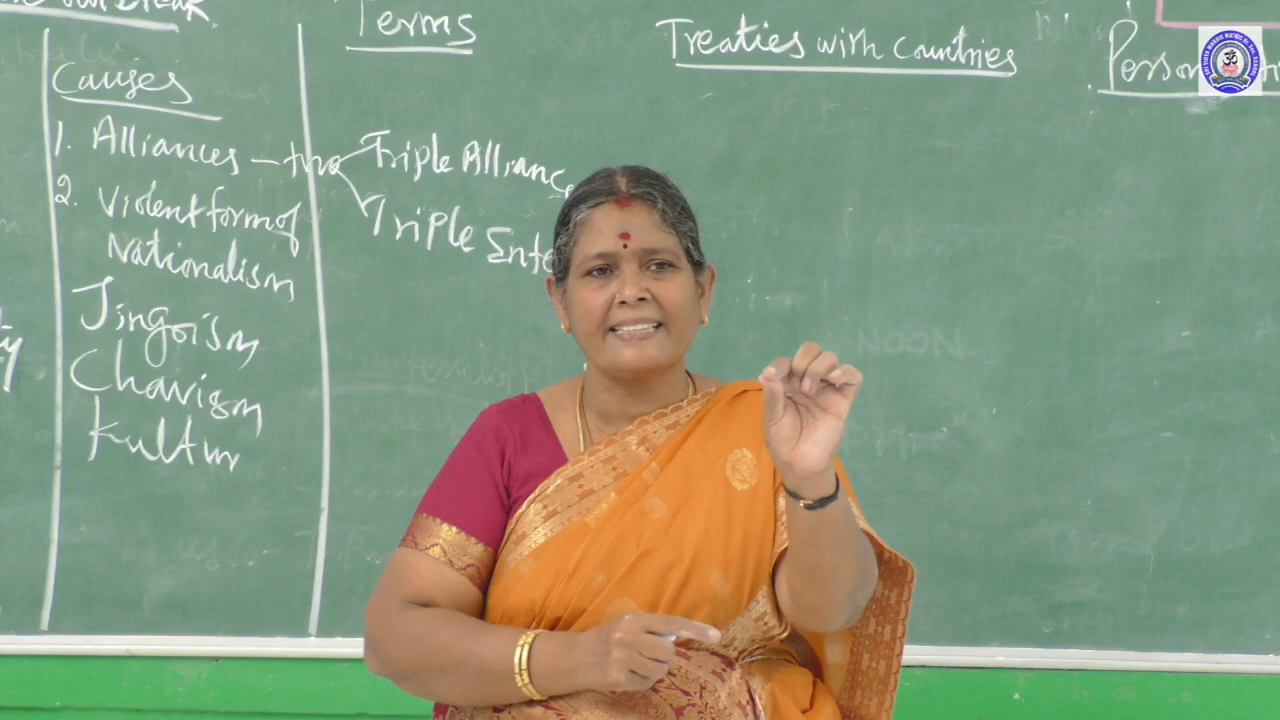 Terms
Treaties with Countries
Causes
1. Alliances – two
Triple Alliance
2. Violent form of
Nationalism
Triple Ente
Jingoism
Chavism
Kultur
NOON